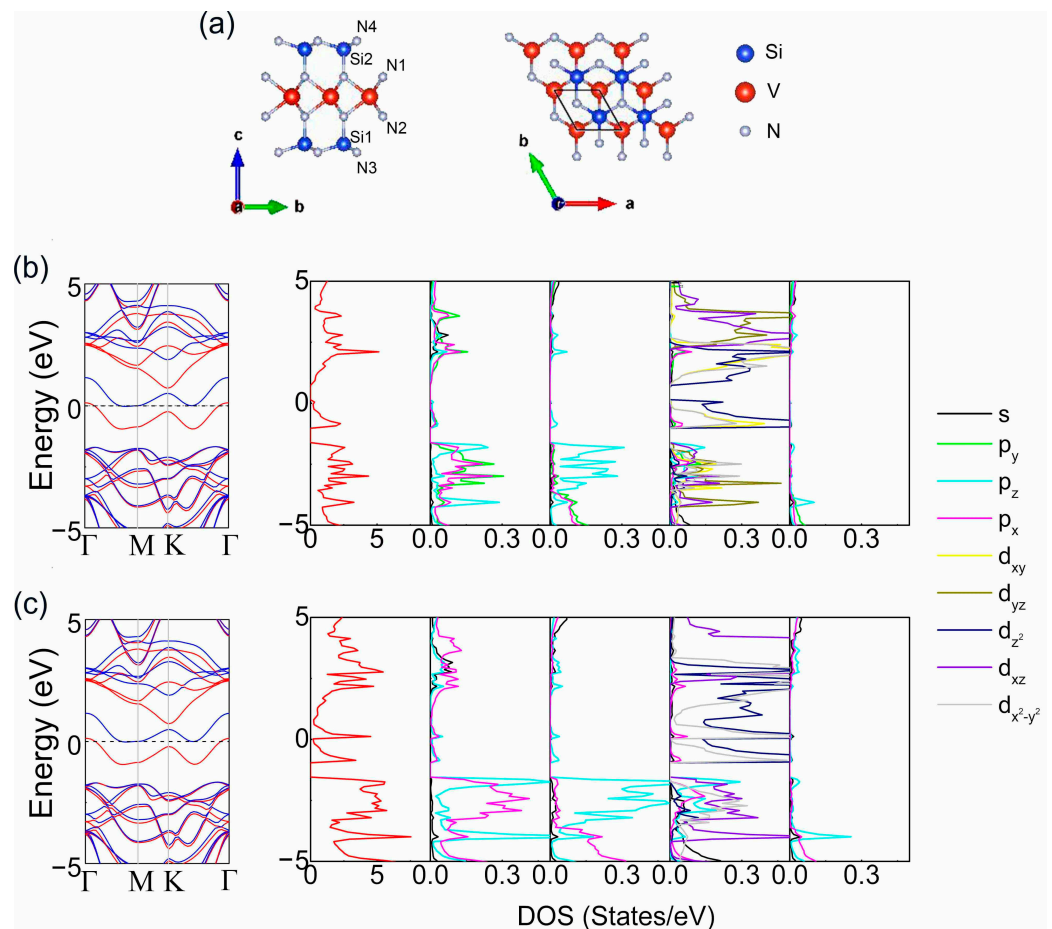 (a)
N4
Si2
N1
N2
Si1
N3
c
a
b
b
a
Si
V
N
(b)
5
0
−5
Energy (eV)
Γ M K Γ
0 5 0.0 0.3 0.0 0.3 0.0 0.3 0.0 0.3
5
0
-5
(c)
5
0
−5
Energy (eV)
Γ M K Γ
0 5 0.0 0.3 0.0 0.3 0.0 0.3 0.0 0.3
5
0
-5
DOS (States/eV)
s
p_y
p_z
p_x
d_xy
d_yz
d_z²
d_xz
d_x²-y²